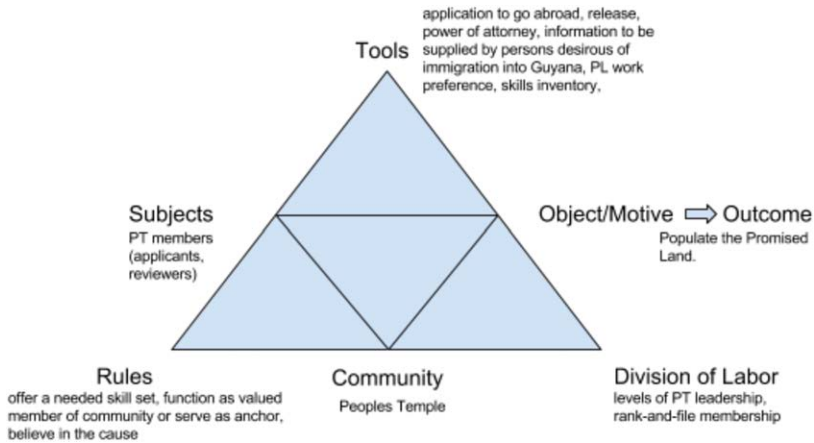 application to go abroad, release,
power of attorney, information to be
Tools supplied by persons desirous of
immigration into Guyana, PL work
preference, skills inventory,
Subjects
PT members
(applicants,
reviewers)
Object/Motive Outcome
Populate the Promised
Land.
Rules
offer a needed skill set, function as valued
member of community or serve as anchor,
believe in the cause
Community
Peoples Temple
Division of Labor
levels of PT leadership,
rank-and-file membership